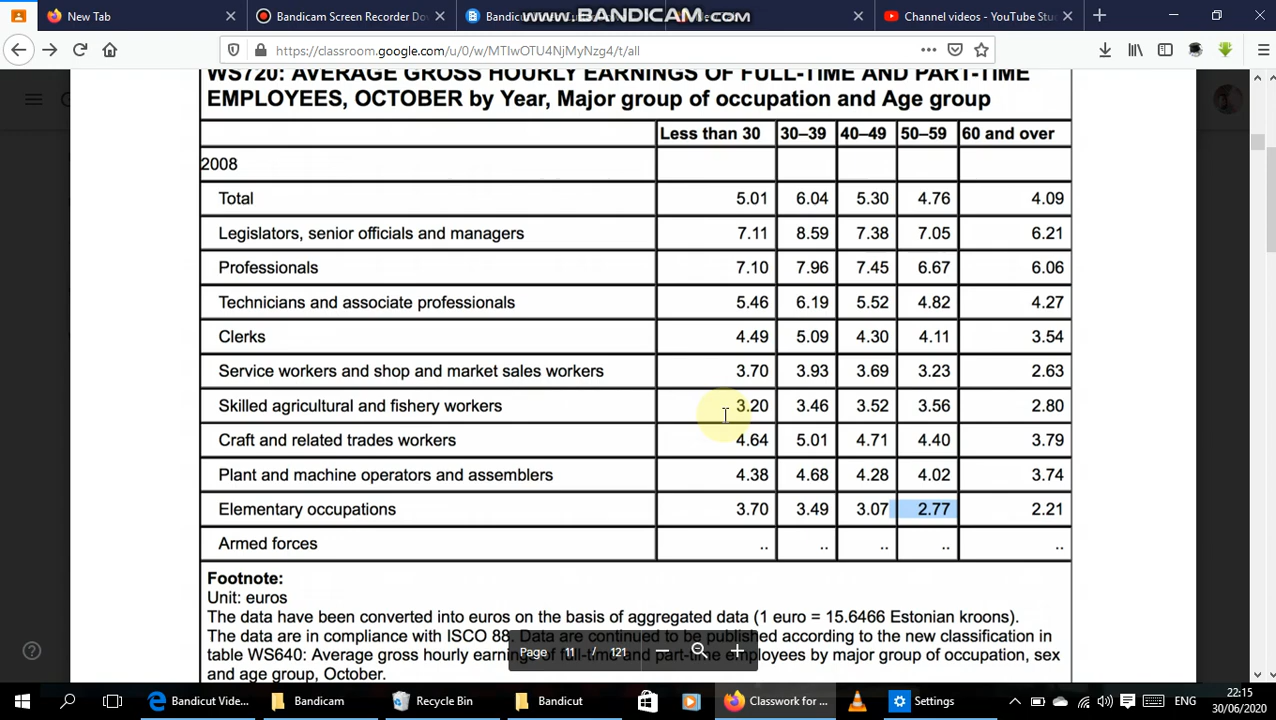 New Tab
Bandicam Screen Recorder Do
www.BANDICAM.com
Channel videos - YouTube Stu
https://classroom.google.com/u/0/w/MTIwOTU4NjMyNzg4/t/all
WS720: AVERAGE GROSS HOURLY EARNINGS OF FULL-TIME AND PART-TIME
EMPLOYEES, OCTOBER by Year, Major group of occupation and Age group
Less than 30 30–39 40–49 50–59 60 and over
2008
Total 5.01 6.04 5.30 4.76 4.09
Legislators, senior officials and managers 7.11 8.59 7.38 7.05 6.21
Professionals 7.10 7.96 7.45 6.67 6.06
Technicians and associate professionals 5.46 6.19 5.52 4.82 4.27
Clerks 4.49 5.09 4.30 4.11 3.54
Service workers and shop and market sales workers 3.70 3.93 3.69 3.23 2.63
Skilled agricultural and fishery workers 3.20 3.46 3.52 3.56 2.80
Craft and related trades workers 4.64 5.01 4.71 4.40 3.79
Plant and machine operators and assemblers 4.38 4.68 4.28 4.02 3.74
Elementary occupations 3.70 3.49 3.07 2.77 2.21
Armed forces .. .. .. .. ..
Footnote:
Unit: euros
The data have been converted into euros on the basis of aggregated data (1 euro = 15.6466 Estonian kroons).
The data are in compliance with ISCO 88. Data are continued to be published according to the new classification in
table WS640: Average gross hourly earnings of full-time and part-time employees by major group of occupation, sex
and age group, October.
Page 11 / 121
Bandicut Vide...
Bandicam
Recycle Bin
Bandicut
Classwork for ...
Settings
ENG
22:15
30/06/2020